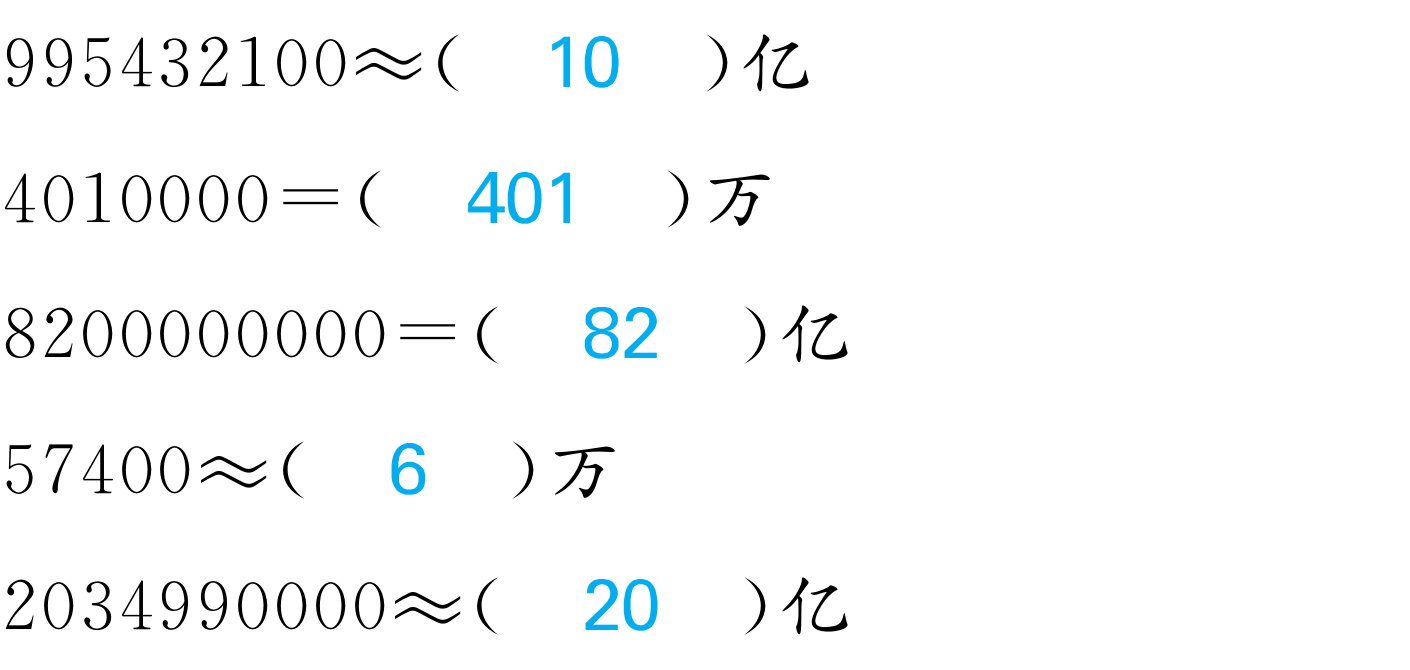 995432100≈( 10 )亿
4010000=( 401 )万
8200000000=( 82 )亿
57400≈( 6 )万
2034990000≈( 20 )亿